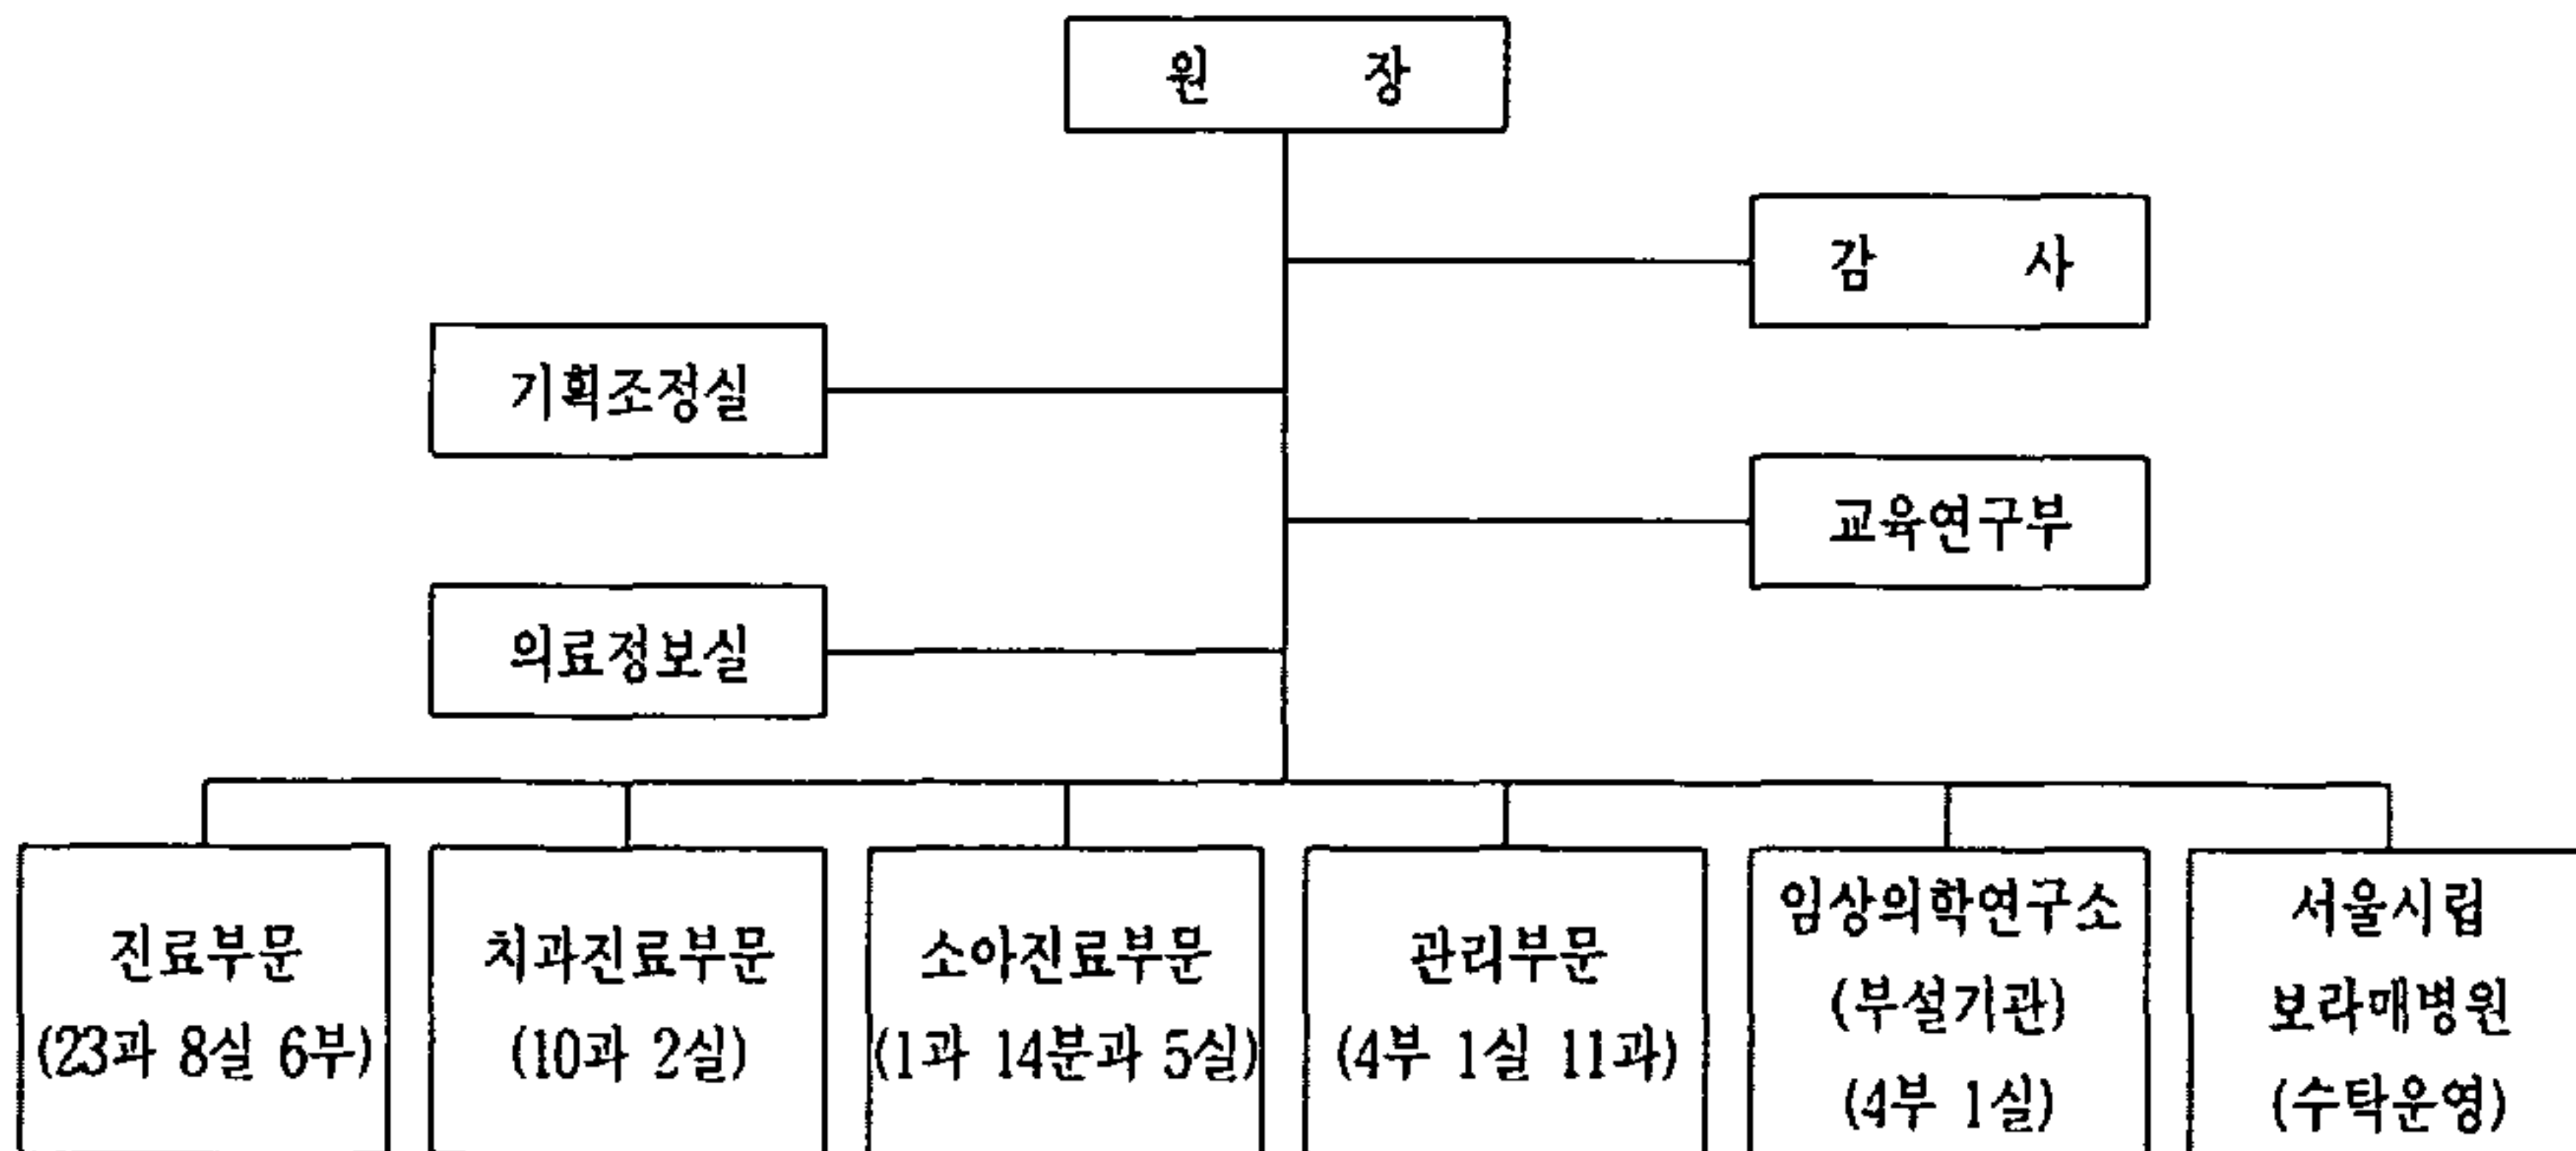 원 장
감 사
기획조정실
교육연구부
의료정보실
진료부문
(23과 8실 6부)
치과진료부문
(10과 2실)
소아진료부문
(1과 14분과 5실)
관리부문
(4부 1실 11과)
임상의학연구소
(부설기관)
(4부 1실)
서울시립
보라매병원
(수탁운영)